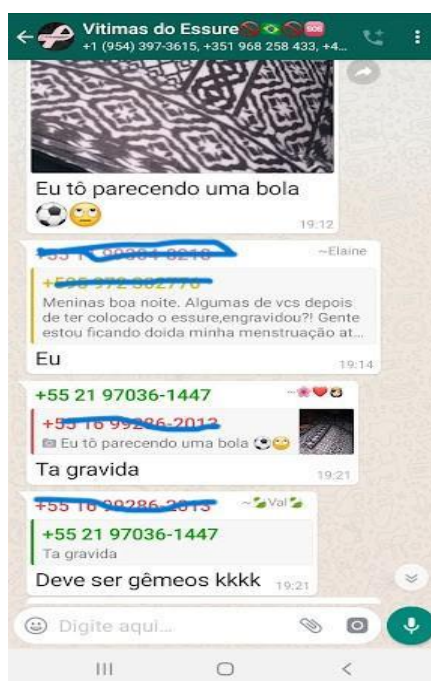 Vitimas do Essure🚫🇧🇷🚫🆘
+1 (954) 397-3615, +351 968 258 433, +4...
Eu tô parecendo uma bola
⚽🙄
19:12
~Elaine
Meninas boa noite. Algumas de vcs depois
de ter colocado o essure,engravidou?! Gente
estou ficando doida minha menstruação at...
Eu
19:14
+55 21 97036-1447
Eu tô parecendo uma bola ⚽🙄
Ta gravida
19:21
~Val
+55 21 97036-1447
Ta gravida
Deve ser gêmeos kkkk
19:21
Digite aqui...